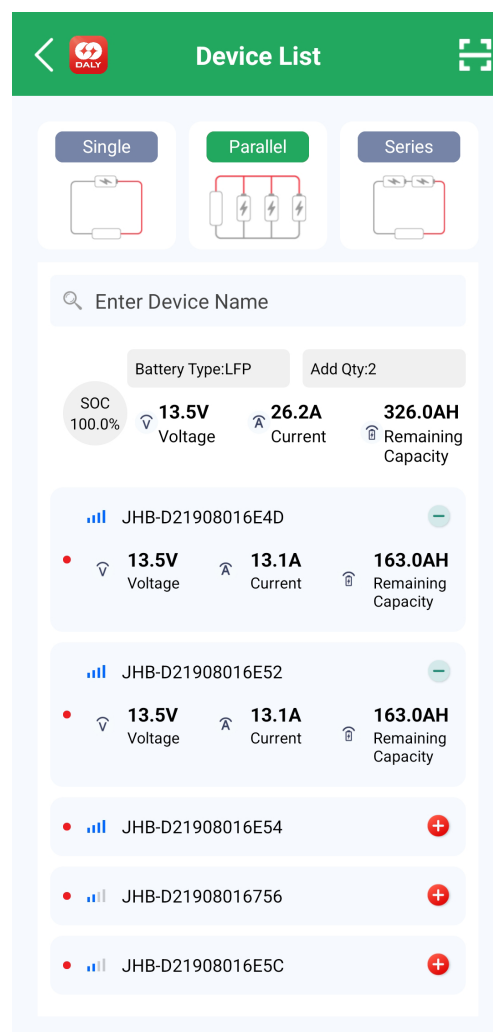 DALY
Device List
Single
Parallel
Series
Enter Device Name
Battery Type:LFP
Add Qty:2
SOC
100.0%
V
13.5V
Voltage
A
26.2A
Current
326.0AH
Remaining
Capacity
JHB-D21908016E4D
V
13.5V
Voltage
A
13.1A
Current
163.0AH
Remaining
Capacity
JHB-D21908016E52
V
13.5V
Voltage
A
13.1A
Current
163.0AH
Remaining
Capacity
JHB-D21908016E54
JHB-D21908016756
JHB-D21908016E5C